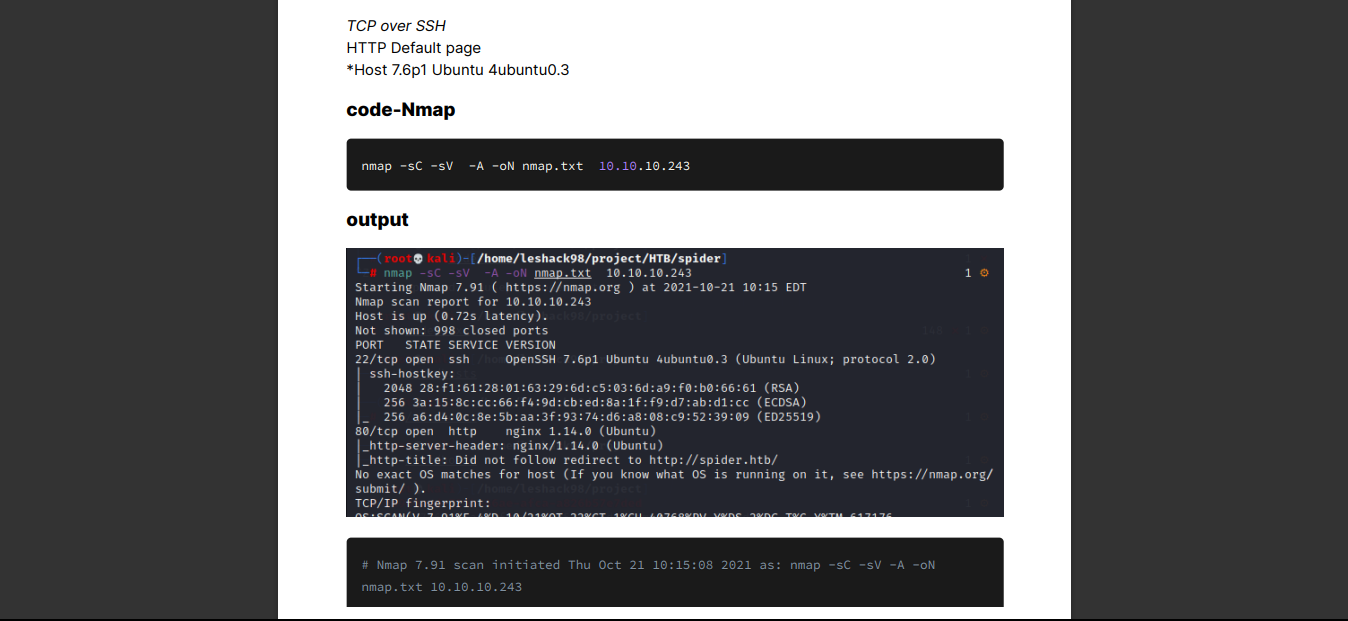 TCP over SSH
HTTP Default page
*Host 7.6p1 Ubuntu 4ubuntu0.3
code-Nmap
nmap -sC -sV  -A -oN nmap.txt  10.10.10.243
output
┌──(root💀kali)-[/home/leshack98/project/HTB/spider]
└─# nmap -sC -sV  -A -oN nmap.txt  10.10.10.243 1 ⚙
Starting Nmap 7.91 ( https://nmap.org ) at 2021-10-21 10:15 EDT
Nmap scan report for 10.10.10.243
Host is up (0.72s latency).
Not shown: 998 closed ports
PORT   STATE SERVICE VERSION
22/tcp open  ssh     OpenSSH 7.6p1 Ubuntu 4ubuntu0.3 (Ubuntu Linux; protocol 2.0)
| ssh-hostkey:
|   2048 28:f1:61:28:01:63:29:6d:c5:03:6d:a9:f0:b0:66:61 (RSA)
|   256 3a:15:8c:cc:66:f4:9d:cb:ed:8a:1f:f9:d7:ab:d1:cc (ECDSA)
|_  256 a6:d4:0c:8e:5b:aa:3f:93:74:d6:a8:08:c9:52:39:09 (ED25519)
80/tcp open  http    nginx 1.14.0 (Ubuntu)
|_http-server-header: nginx/1.14.0 (Ubuntu)
|_http-title: Did not follow redirect to http://spider.htb/
No exact OS matches for host (If you know what OS is running on it, see https://nmap.org/
submit/ ).
TCP/IP fingerprint:
# Nmap 7.91 scan initiated Thu Oct 21 10:15:08 2021 as: nmap -sC -sV -A -oN
nmap.txt 10.10.10.243